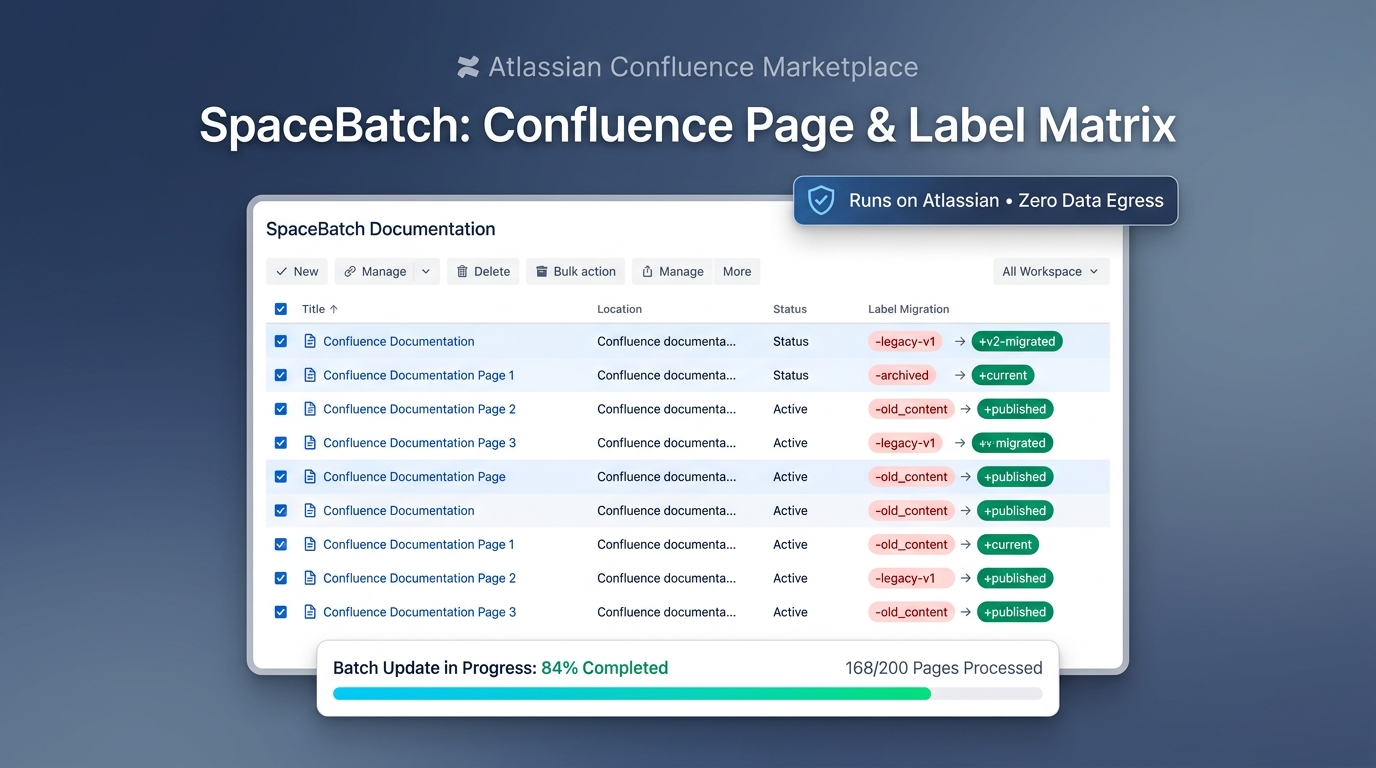 Atlassian Confluence Marketplace
SpaceBatch: Confluence Page & Label Matrix
Runs on Atlassian • Zero Data Egress
SpaceBatch Documentation
New Manage Delete Bulk action Manage More All Workspace
Title ↑ Location Status Label Migration
Confluence Documentation Confluence documenta... Status -legacy-v1 → +v2-migrated
Confluence Documentation Page 1 Confluence documenta... Status -archived → +current
Confluence Documentation Page 2 Confluence documenta... Active -old_content → +published
Confluence Documentation Page 3 Confluence documenta... Active -legacy-v1 → migrated
Confluence Documentation Page Confluence documenta... Active -old_content → +published
Confluence Documentation Confluence documenta... Active -old_content → +published
Confluence Documentation Page 1 Confluence documenta... Active -old_content → +current
Confluence Documentation Page 2 Confluence documenta... Active -legacy-v1 → +published
Confluence Documentation Page 3 Confluence documenta... Active -old_content → +published
Batch Update in Progress: 84% Completed 168/200 Pages Processed